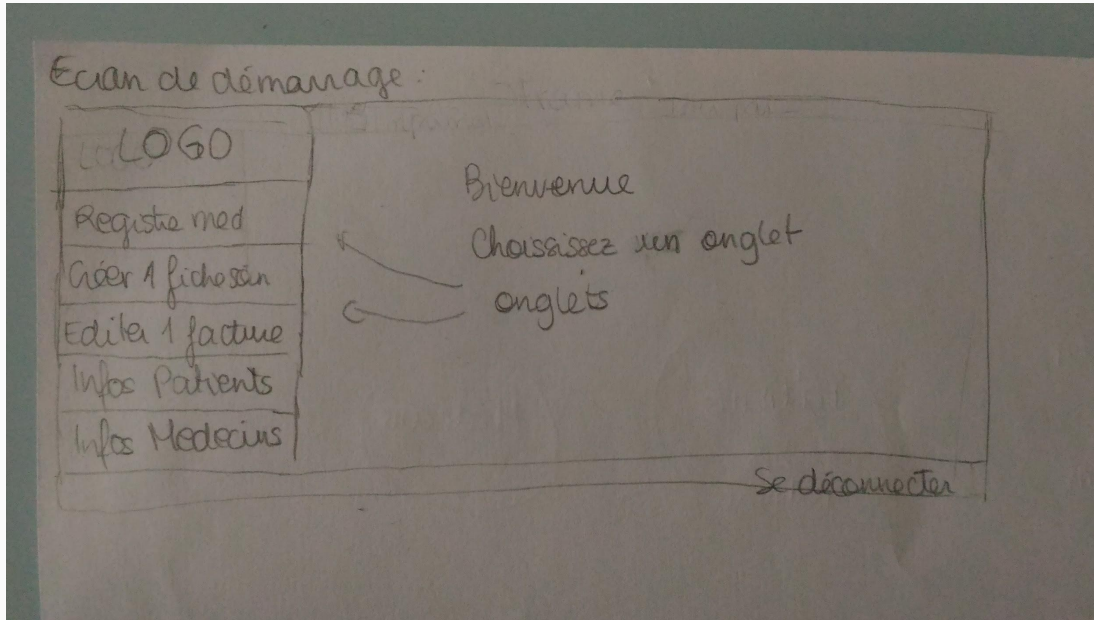 Ecran de démarrage :
LOGO
Registre med
Créer 1 fiche soin
Editer 1 facture
Infos Patients
Infos Medecins
Bienvenue
Choissisez un onglet
onglets
Se déconnecter